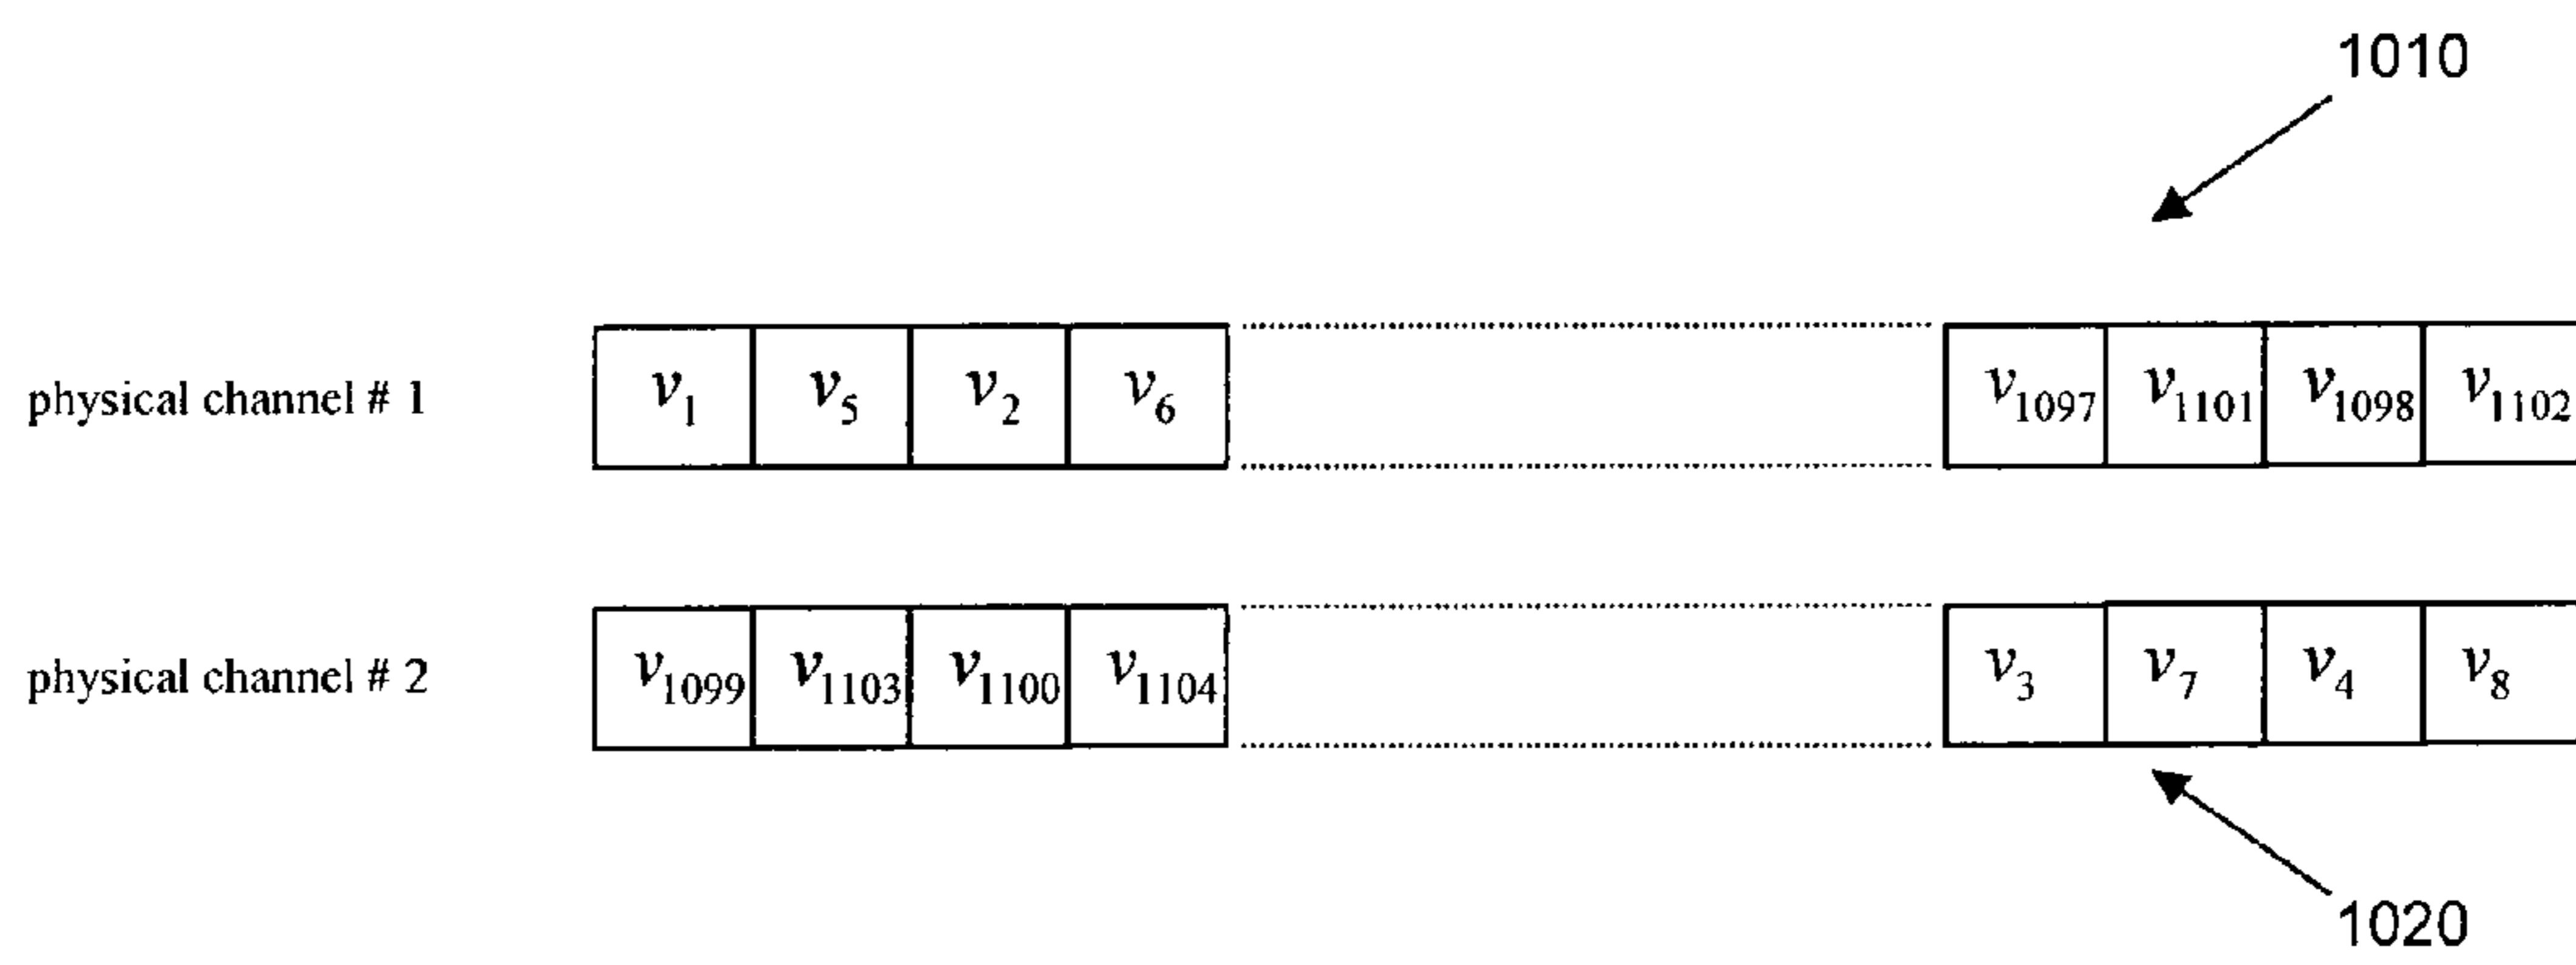 1010
physical channel # 1 v1 v5 v2 v6 v1097 v1101 v1098 v1102
physical channel # 2 v1099 v1103 v1100 v1104 v3 v7 v4 v8
1020